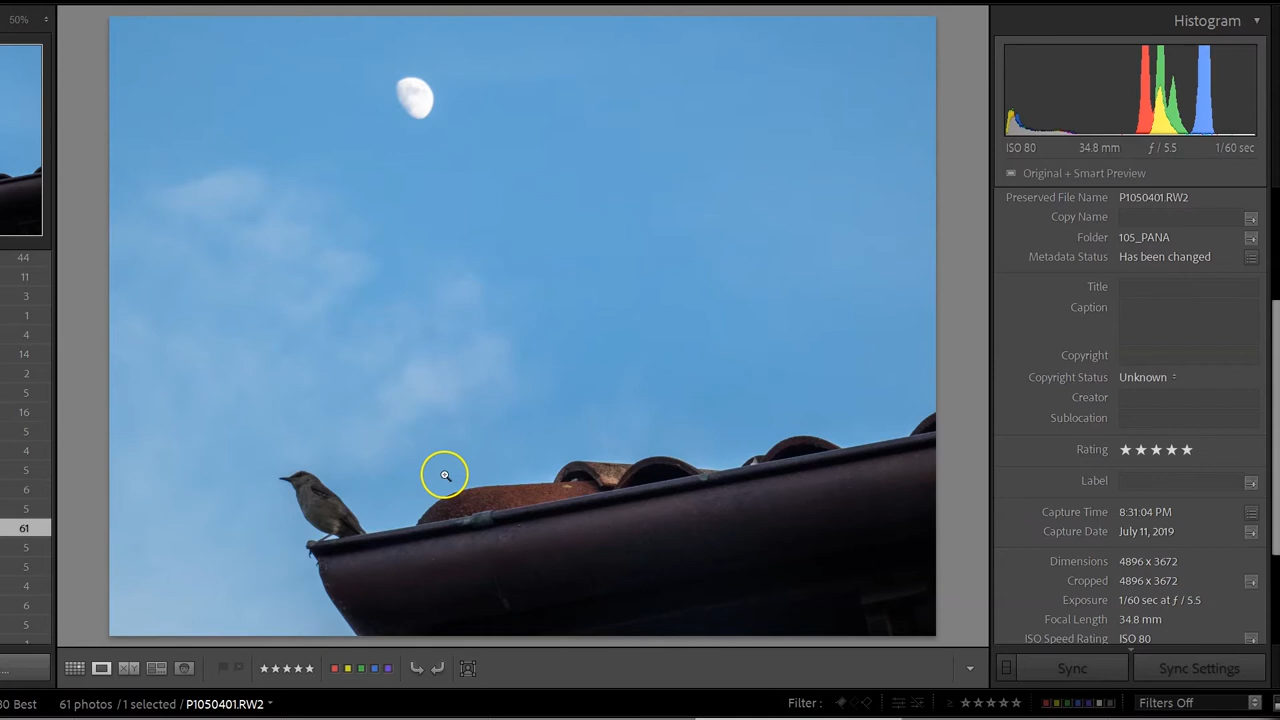 50%
Histogram
ISO 80 34.8 mm ƒ / 5.5 1/60 sec
Original + Smart Preview
Preserved File Name P1050401.RW2
Copy Name
Folder 105_PANA
Metadata Status Has been changed
Title
Caption
Copyright
Copyright Status Unknown
Creator
Sublocation
Rating ★★★★★
Label
Capture Time 8:31:04 PM
Capture Date July 11, 2019
Dimensions 4896 x 3672
Cropped 4896 x 3672
Exposure 1/60 sec at ƒ / 5.5
Focal Length 34.8 mm
ISO Speed Rating ISO 80
44
11
3
1
4
14
2
5
16
5
4
5
6
5
61
5
5
4
6
5
...
XY
Sync Sync Settings
30 Best 61 photos / 1 selected / P1050401.RW2
Filter : ≥ ★★★★★ Filters Off